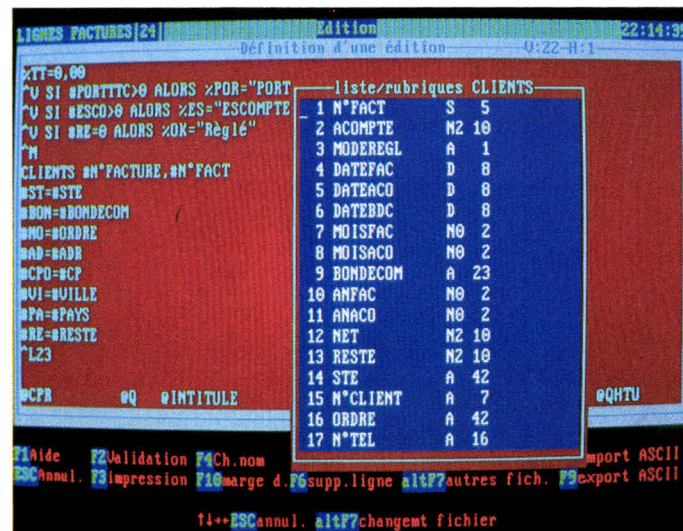 LIGNES FACTURES 24 Edition 22:14:39
Définition d'une édition V:22-H:1
%TT=0,00
^V SI #PORTTTC>0 ALORS %POR="PORT
^V SI #ESCO>0 ALORS %ES="ESCOMPTE
^V SI #RE=0 ALORS %OK="Règlé"
^M
CLIENTS #N°FACTURE,#N°FACT
#ST=#STE
#BON=#BONDECOM
#NO=#ORDRE
#AD=#ADR
#CPO=#CP
#VI=#VILLE
#PA=#PAYS
#RE=#RESTE
^L23
@CPR @Q @INTITULE @QHTU
liste/rubriques CLIENTS
1 N°FACT S 5
2 ACOMPTE N2 10
3 MODEREGL A 1
4 DATEFAC D 8
5 DATEACO D 8
6 DATEBDC D 8
7 MOISFAC N0 2
8 MOISACO N0 2
9 BONDECOM A 23
10 ANFAC N0 2
11 ANACO N0 2
12 NET N2 10
13 RESTE N2 10
14 STE A 42
15 N°CLIENT A 7
16 ORDRE A 42
17 N°TEL A 16
F1Aide F2Validation F4Ch.nom mport ASCII
ESCAnnul. F3impression F10marge d.F6supp.ligne altF7autres fich. F9export ASCII
↑↓↔ESCannul. altF7changemt fichier